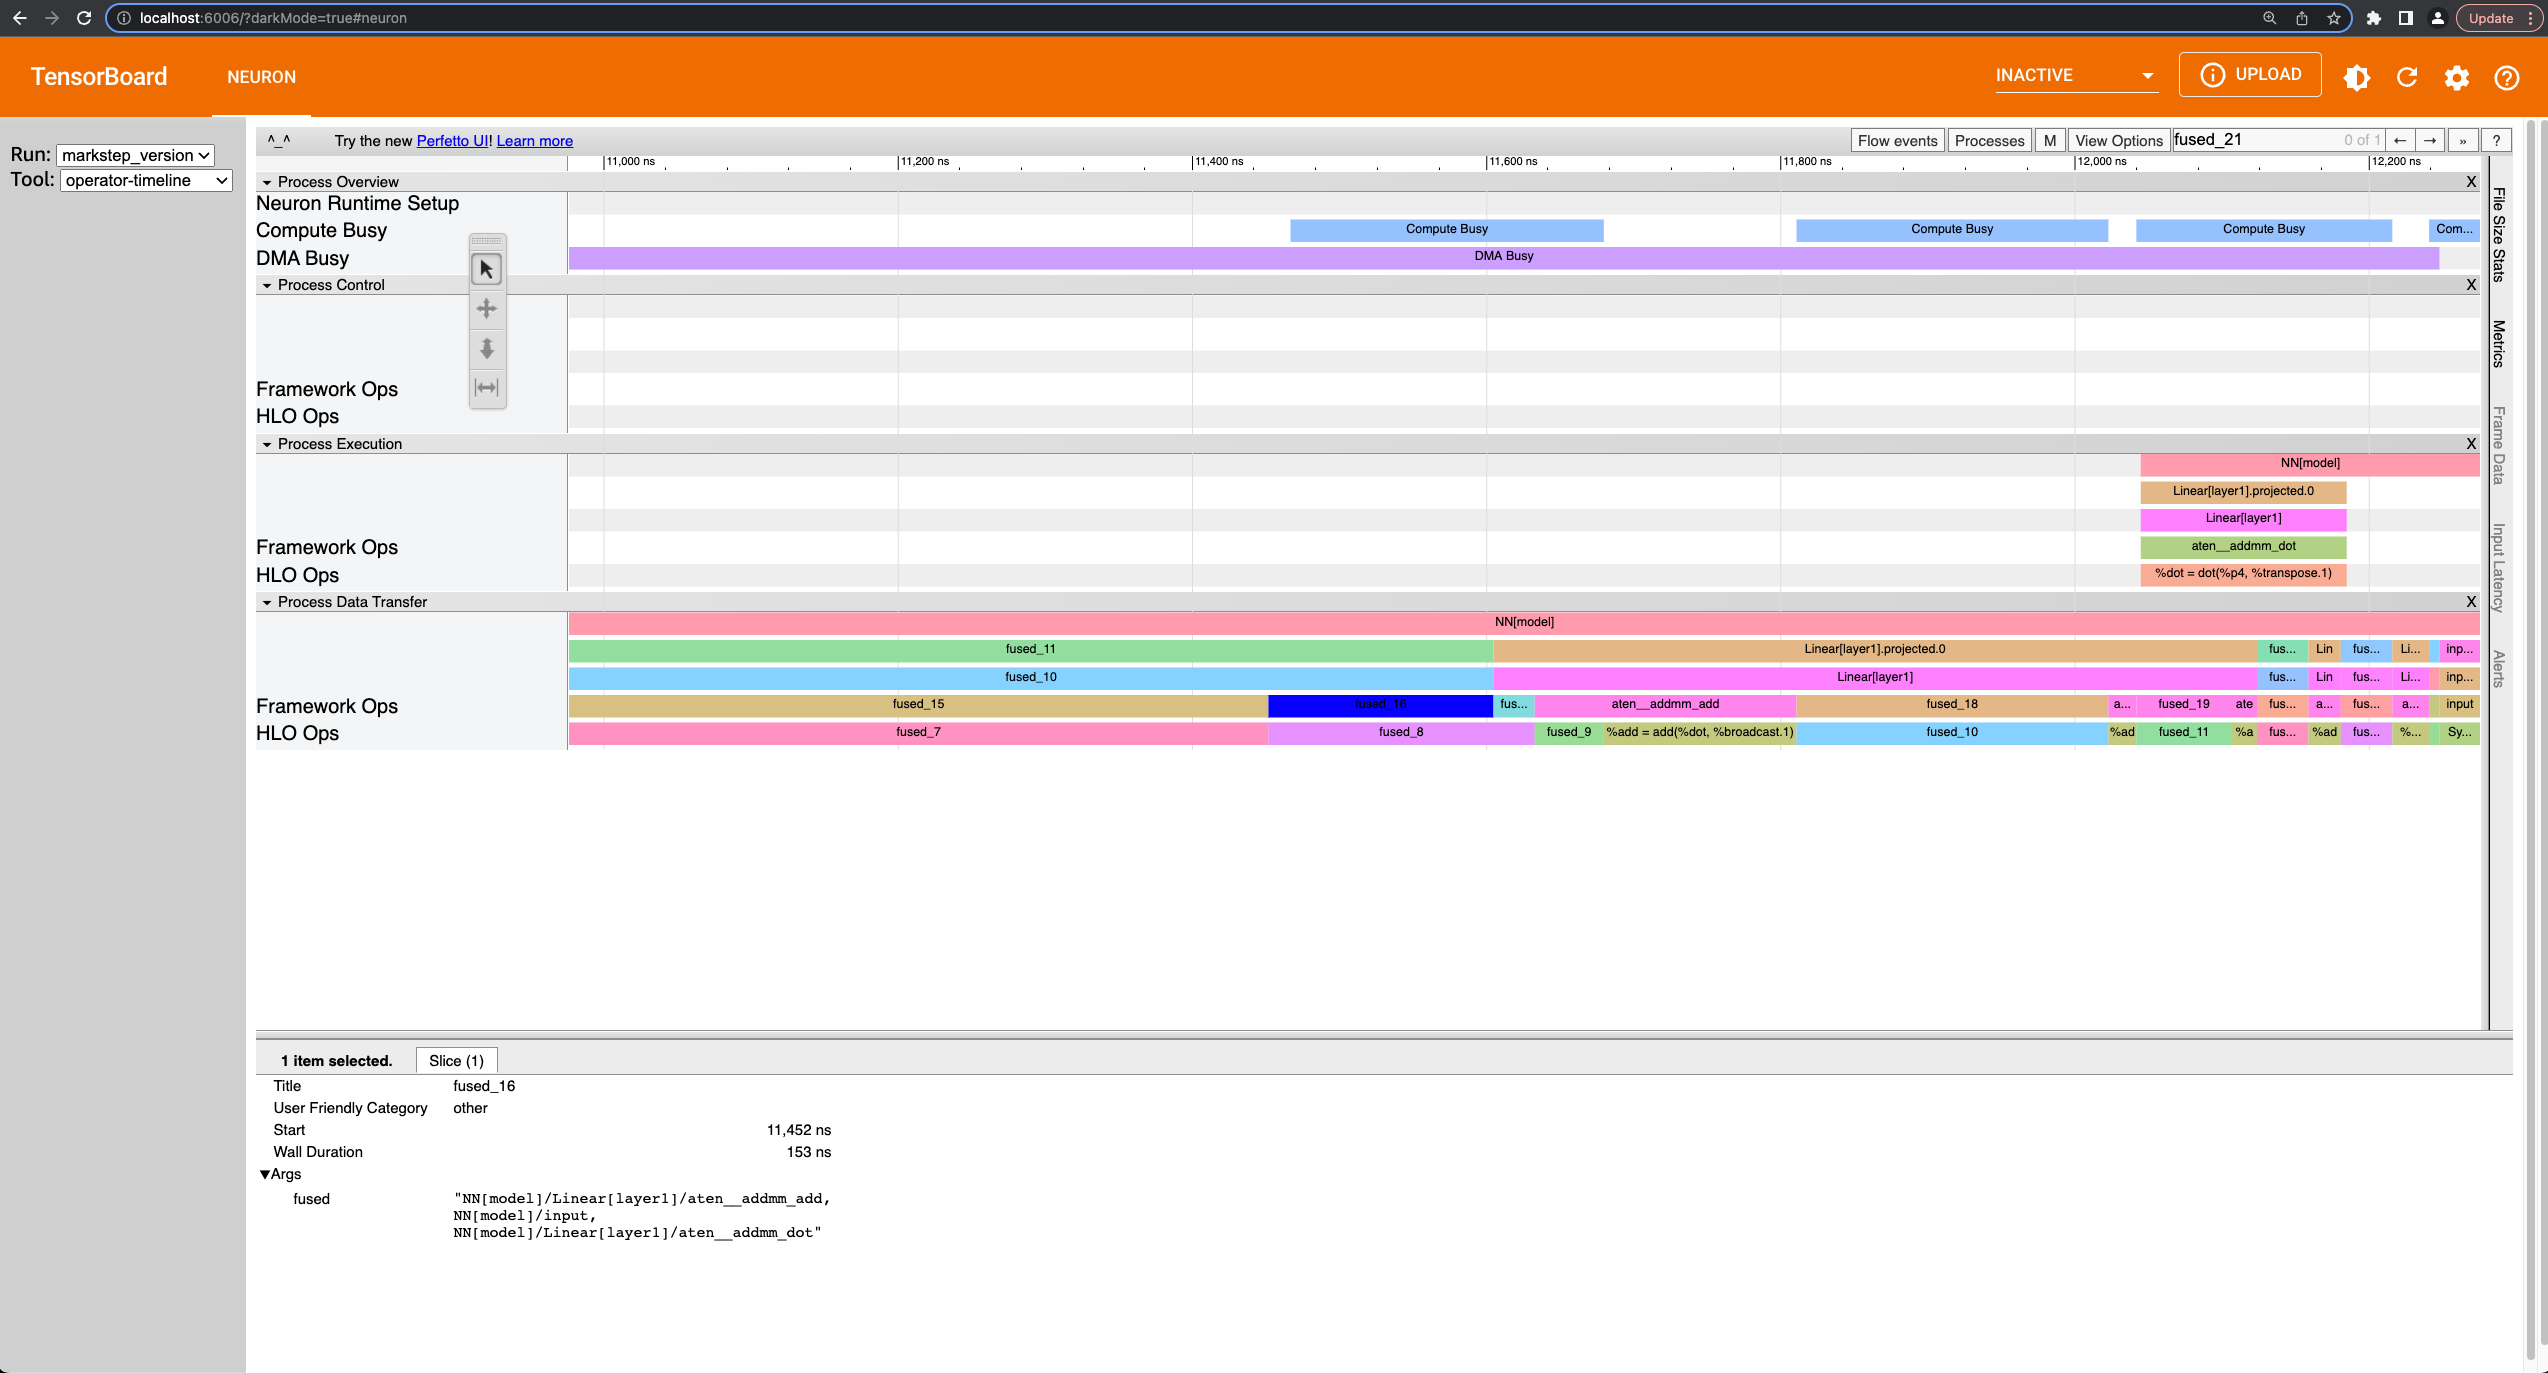 localhost:6006/?darkMode=true#neuron
Update
TensorBoard
NEURON
INACTIVE
UPLOAD
Run: markstep_version
Tool: operator-timeline
^_^
Try the new Perfetto UI! Learn more
Flow events
Processes
M
View Options
fused_21
0 of 1
←
→
»
?
11,000 ns
11,200 ns
11,400 ns
11,600 ns
11,800 ns
12,000 ns
12,200 ns
Process Overview
X
Neuron Runtime Setup
Compute Busy
Compute Busy
Compute Busy
Compute Busy
Com...
DMA Busy
DMA Busy
Process Control
X
Framework Ops
HLO Ops
Process Execution
X
NN[model]
Linear[layer1].projected.0
Linear[layer1]
Framework Ops
aten__addmm_dot
HLO Ops
%dot = dot(%p4, %transpose.1)
Process Data Transfer
X
NN[model]
fused_11
Linear[layer1].projected.0
fus...
Lin
fus...
Li...
inp...
fused_10
Linear[layer1]
fus...
Lin
fus...
Li...
inp...
Framework Ops
fused_15
fused_16
fus...
aten__addmm_add
fused_18
a...
fused_19
ate
fus...
a...
fus...
a...
input
HLO Ops
fused_7
fused_8
fused_9
%add = add(%dot, %broadcast.1)
fused_10
%ad
fused_11
%a
fus...
%ad
fus...
%...
Sy...
File Size Stats
Metrics
Frame Data
Input Latency
Alerts
1 item selected.
Slice (1)
Title
fused_16
User Friendly Category
other
Start
11,452 ns
Wall Duration
153 ns
▼Args
fused
"NN[model]/Linear[layer1]/aten__addmm_add,
NN[model]/input,
NN[model]/Linear[layer1]/aten__addmm_dot"